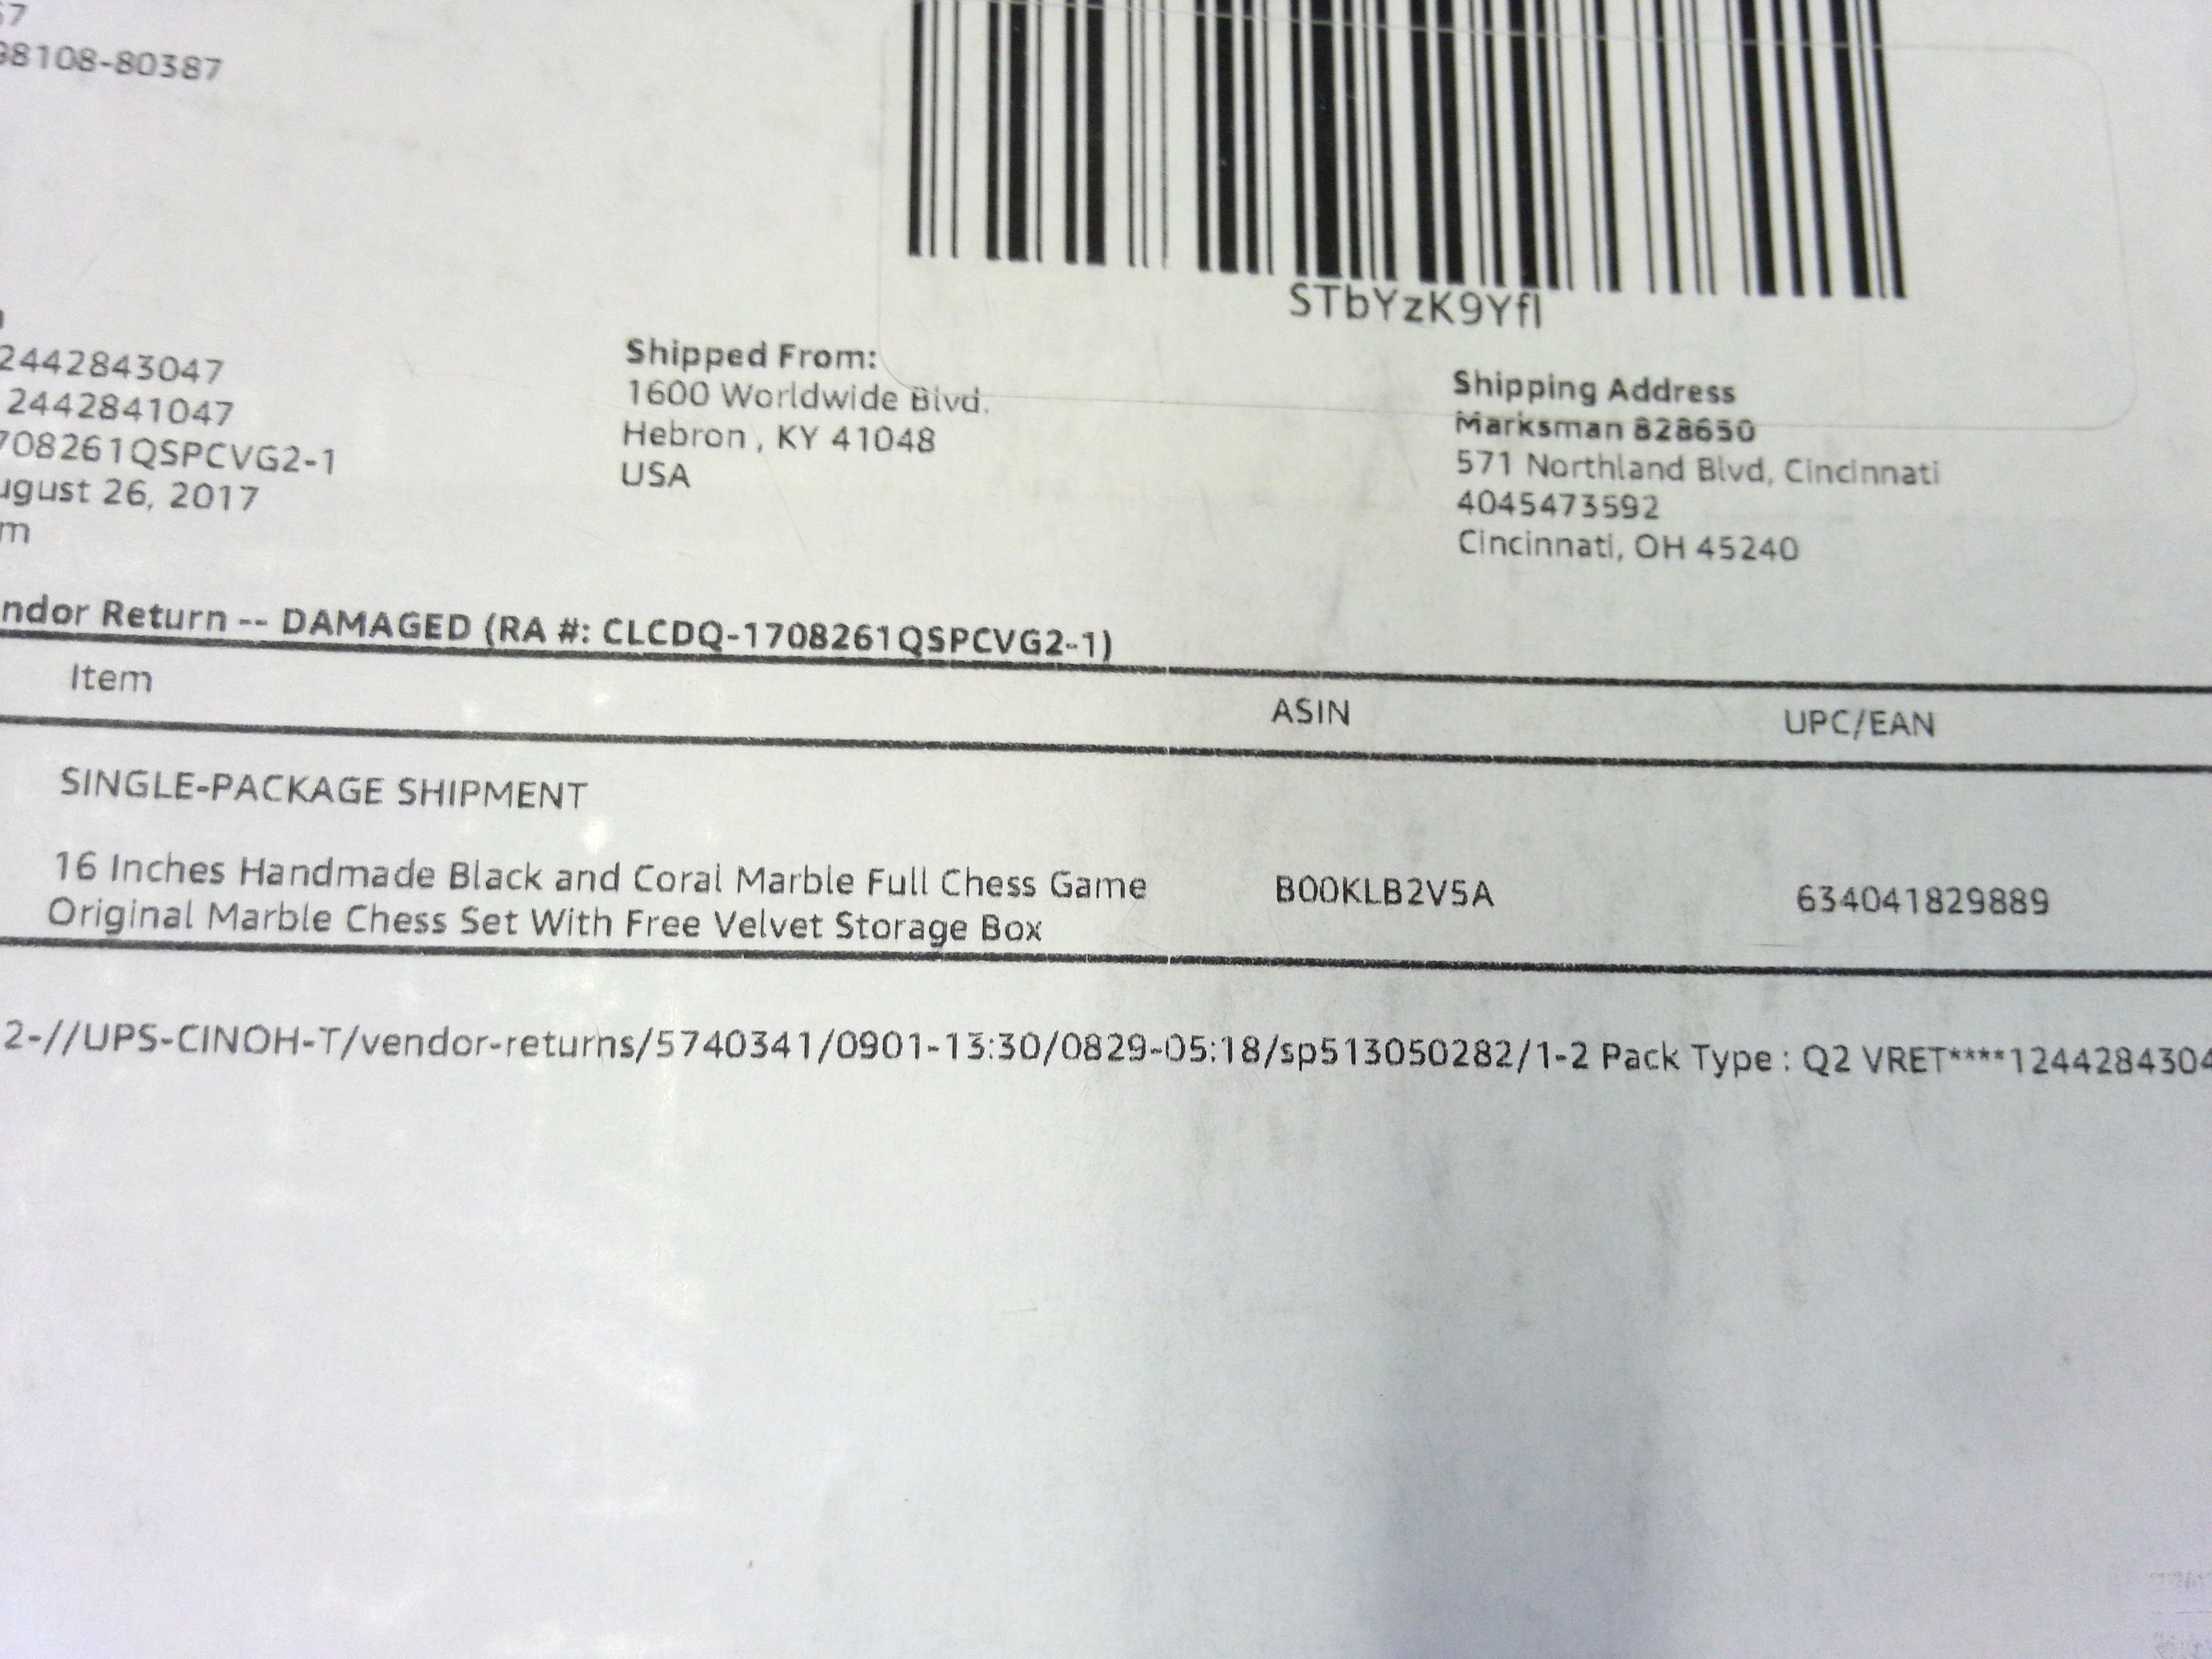 57
98108-80387
STbYzK9Yfl
2442843047
2442841047
708261QSPCVG2-1
ugust 26, 2017
m
Shipped From:
1600 Worldwide Blvd.
Hebron , KY 41048
USA
Shipping Address
Marksman 828650
571 Northland Blvd, Cincinnati
4045473592
Cincinnati, OH 45240
ndor Return -- DAMAGED (RA #: CLCDQ-1708261QSPCVG2-1)
Item ASIN UPC/EAN
SINGLE-PACKAGE SHIPMENT
16 Inches Handmade Black and Coral Marble Full Chess Game B00KLB2V5A 634041829889
Original Marble Chess Set With Free Velvet Storage Box
2-//UPS-CINOH-T/vendor-returns/5740341/0901-13:30/0829-05:18/sp513050282/1-2 Pack Type : Q2 VRET****1244284304